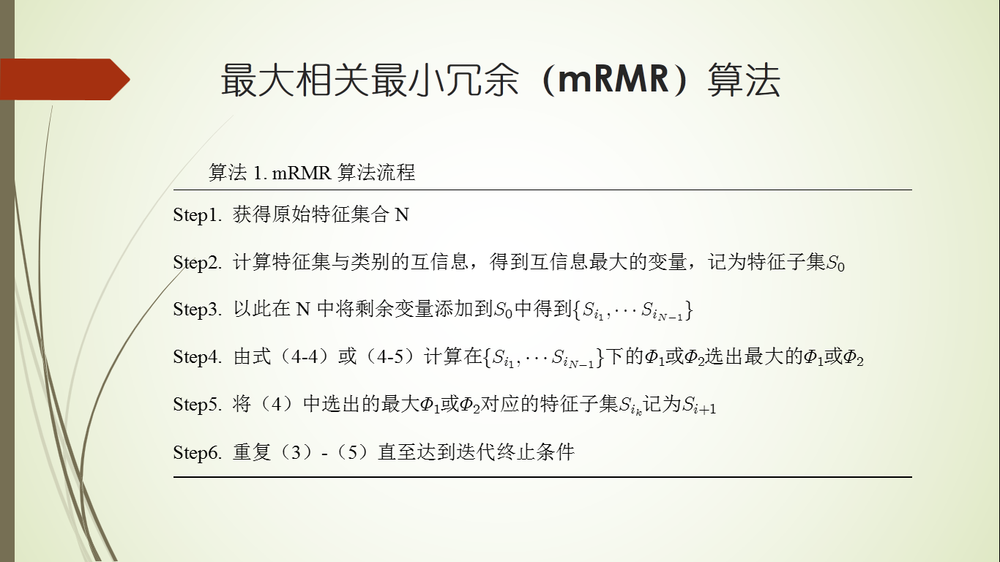 最大相关最小冗余（mRMR）算法
算法 1. mRMR 算法流程
Step1. 获得原始特征集合 N
Step2. 计算特征集与类别的互信息，得到互信息最大的变量，记为特征子集$S_0$
Step3. 以此在 N 中将剩余变量添加到$S_0$中得到$\{S_{i_1},\cdots S_{i_{N-1}}\}$
Step4. 由式（4-4）或（4-5）计算在$\{S_{i_1},\cdots S_{i_{N-1}}\}$下的$\Phi_1$或$\Phi_2$选出最大的$\Phi_1$或$\Phi_2$
Step5. 将（4）中选出的最大$\Phi_1$或$\Phi_2$对应的特征子集$S_{i_k}$记为$S_{i+1}$
Step6. 重复（3）-（5）直至达到迭代终止条件